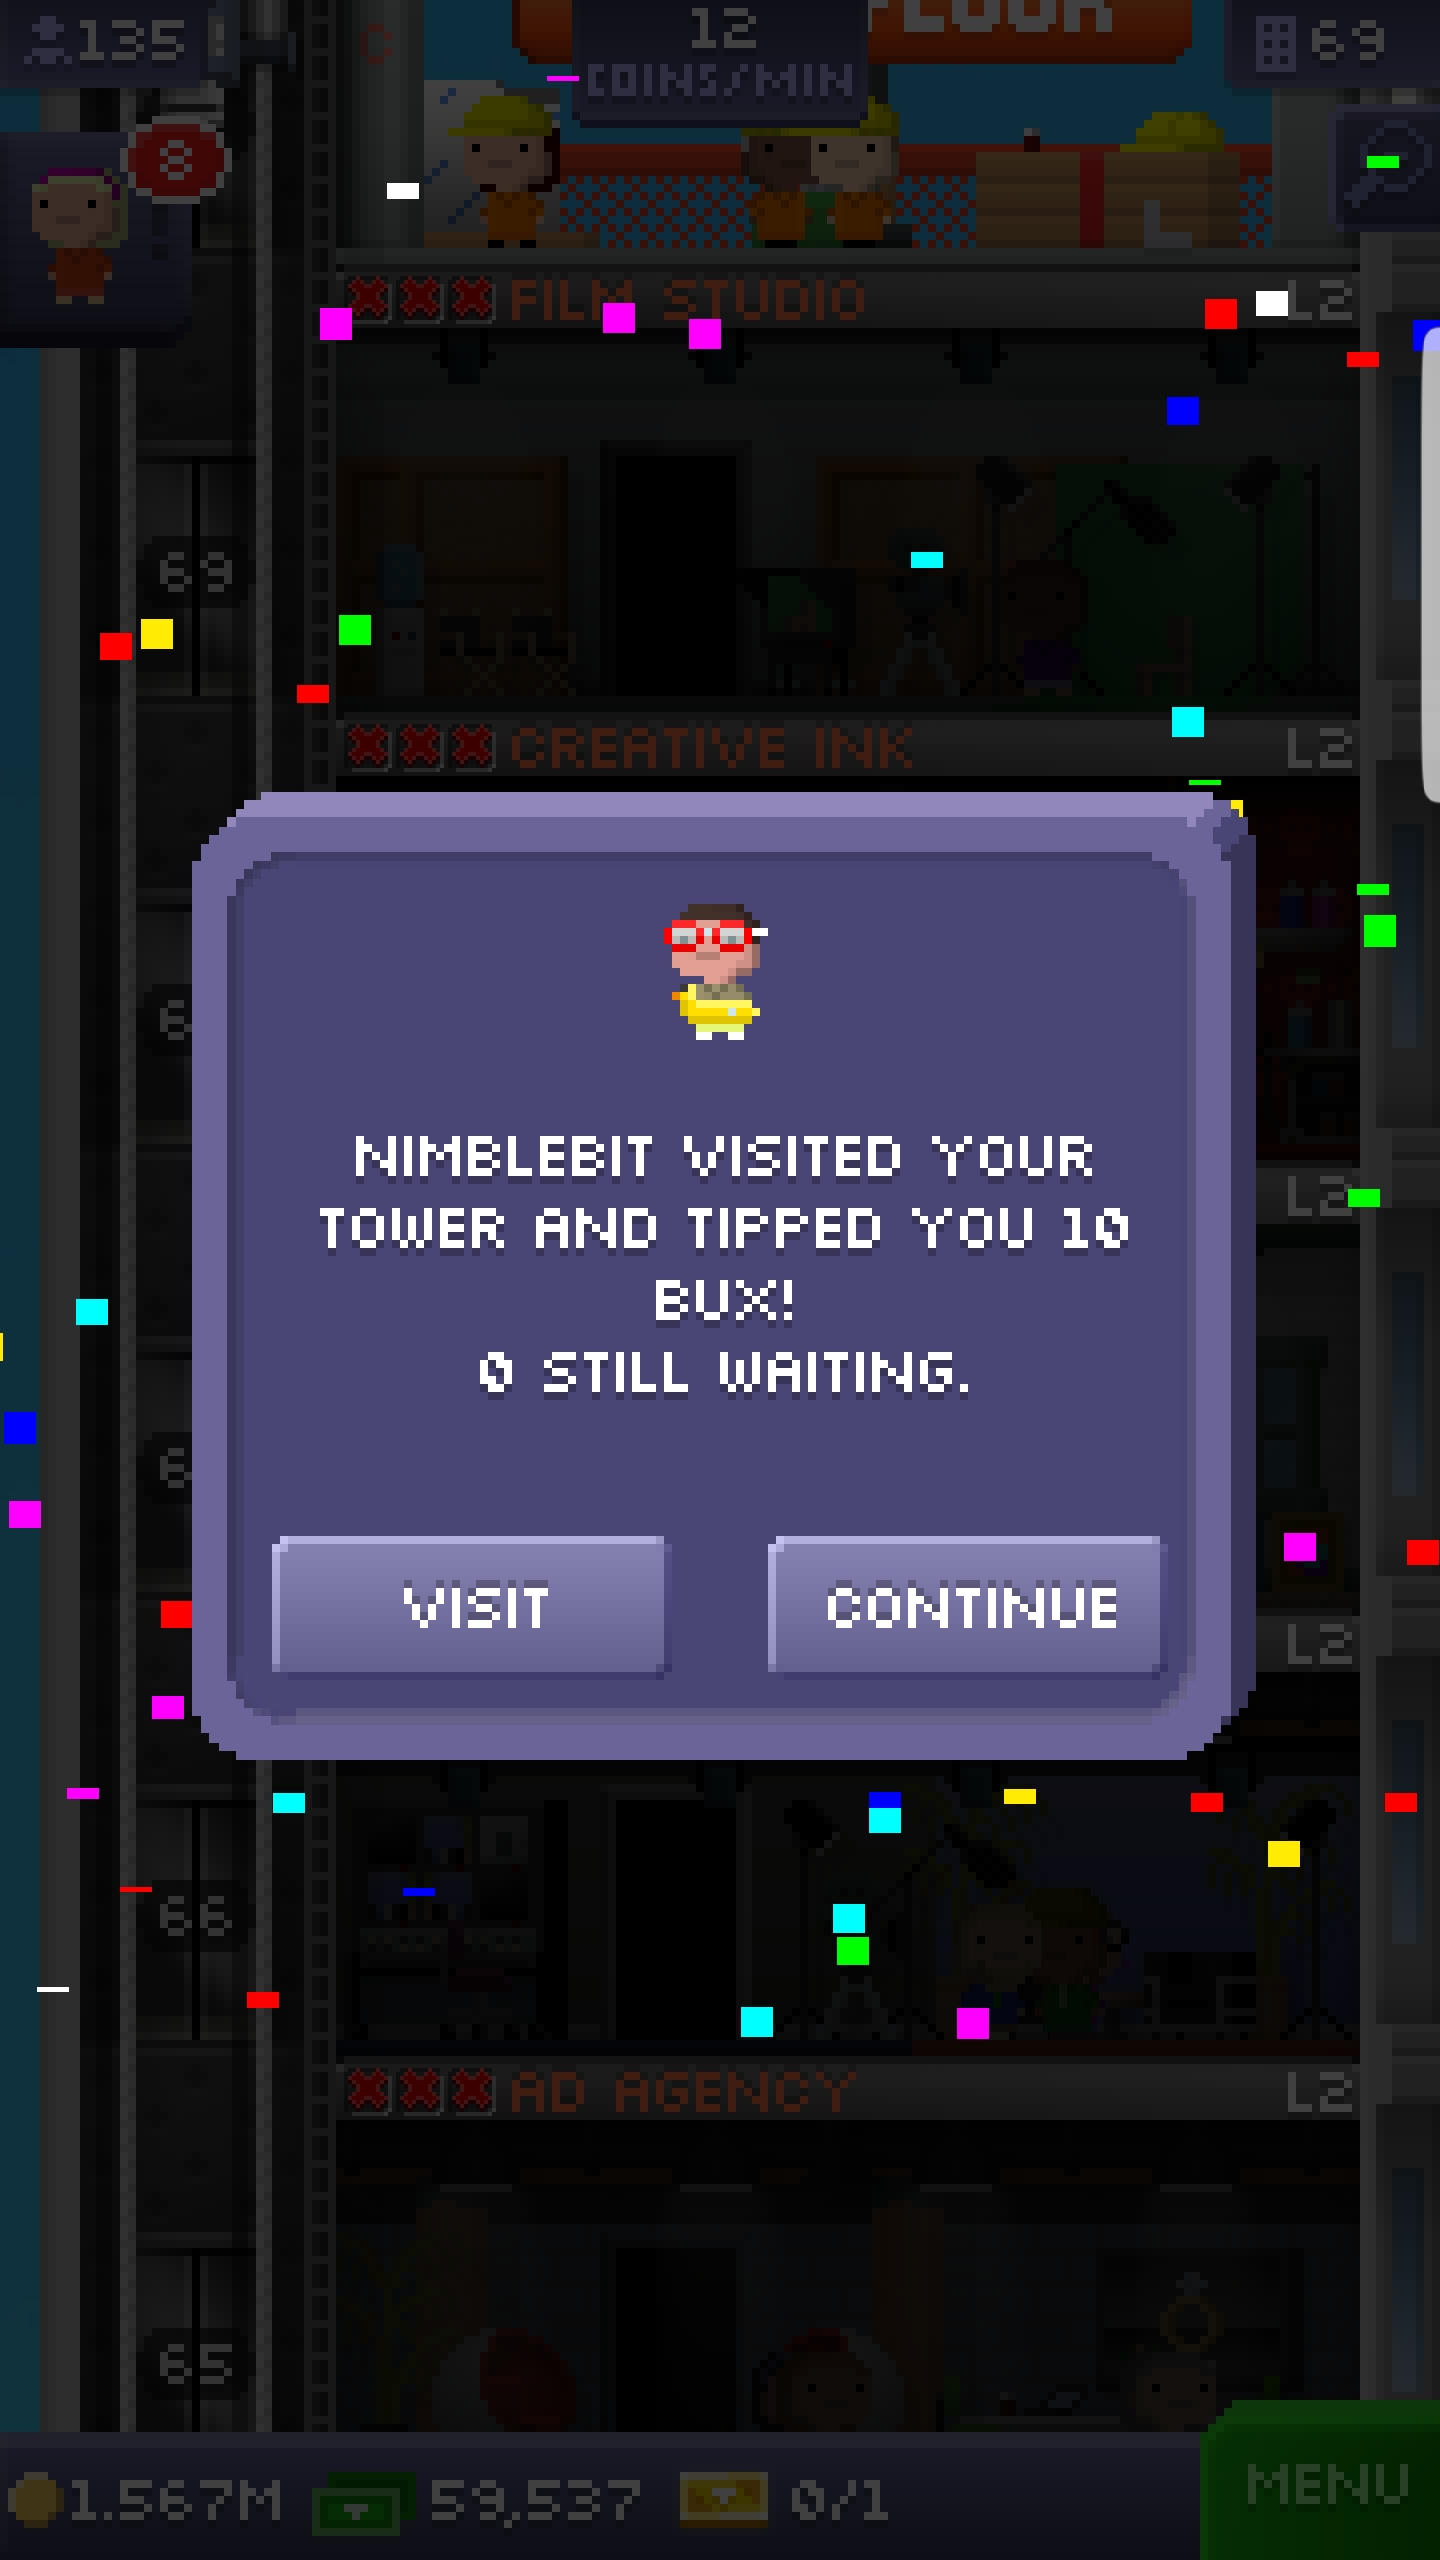 135
12
COINS/MIN
FLOOR
69
8
FILM STUDIO
L2
69
CREATIVE INK
L2
NIMBLEBIT VISITED YOUR
TOWER AND TIPPED YOU 10
BUX!
0 STILL WAITING.
L2
VISIT
CONTINUE
L2
66
AD AGENCY
L2
65
1.567M
59,537
0/1
MENU